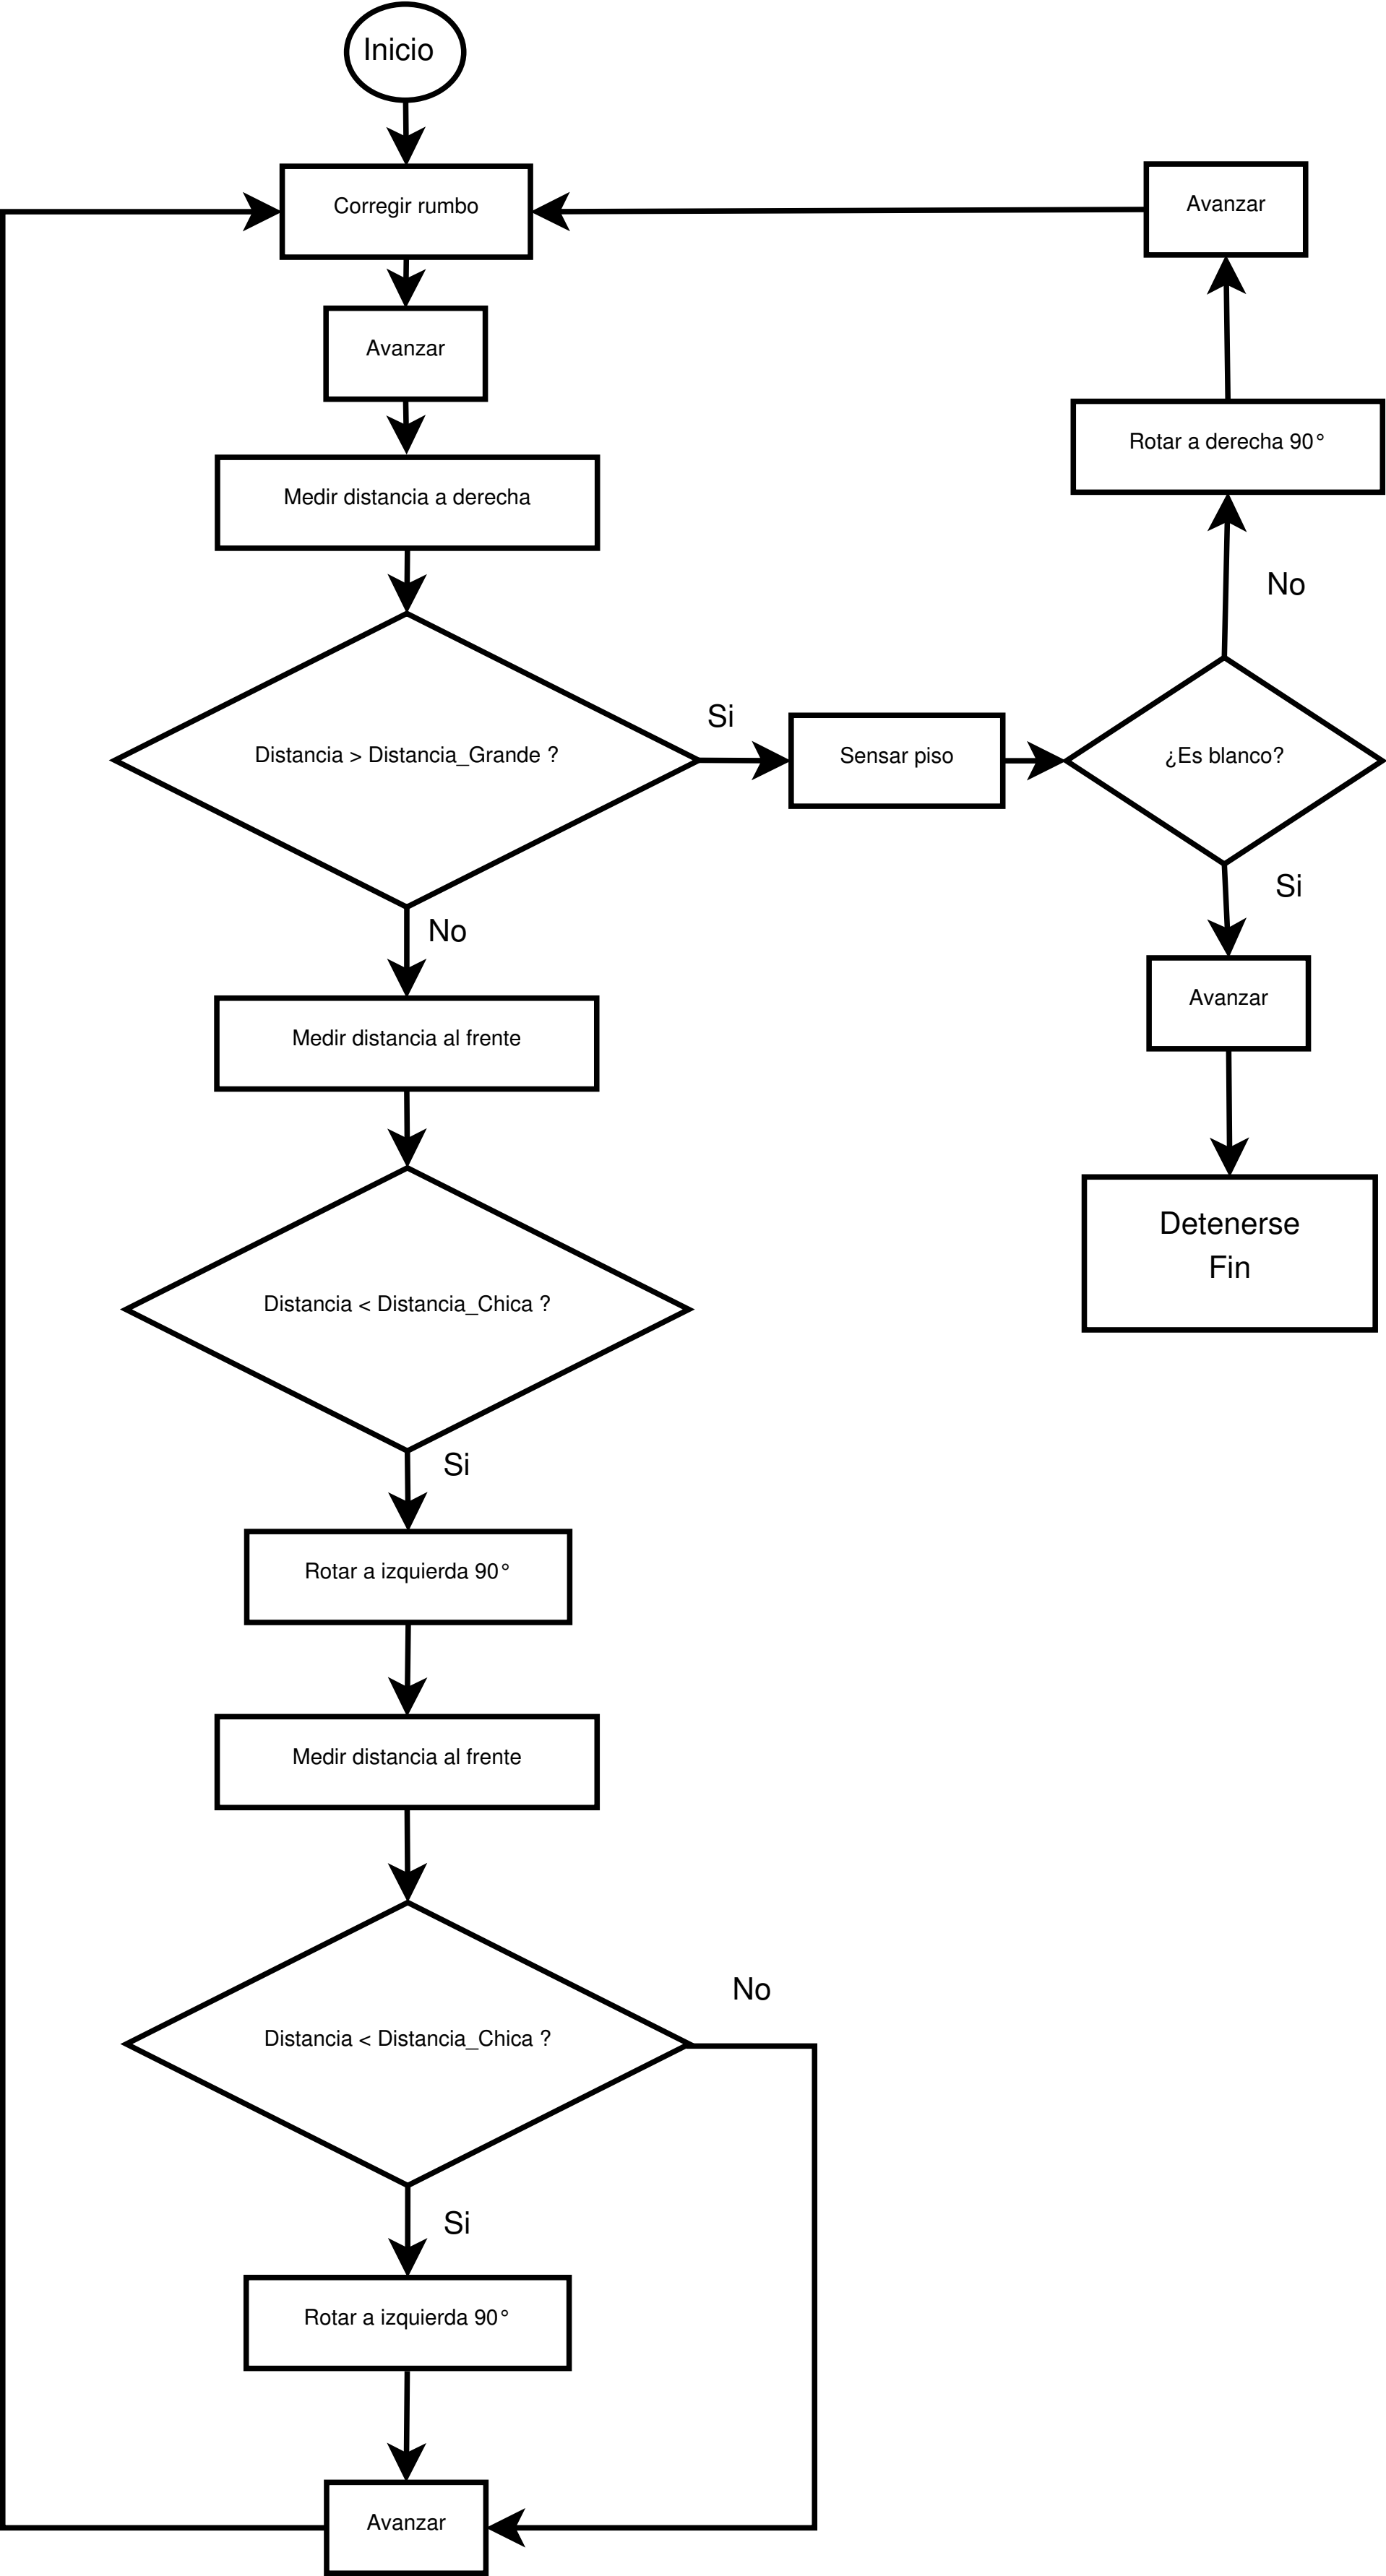 Inicio
Corregir rumbo
Avanzar
Avanzar
Medir distancia a derecha
Rotar a derecha 90°
No
Distancia > Distancia_Grande ?
Si
Sensar piso
¿Es blanco?
Si
No
Avanzar
Medir distancia al frente
Detenerse
Fin
Distancia < Distancia_Chica ?
Si
Rotar a izquierda 90°
Medir distancia al frente
No
Distancia < Distancia_Chica ?
Si
Rotar a izquierda 90°
Avanzar